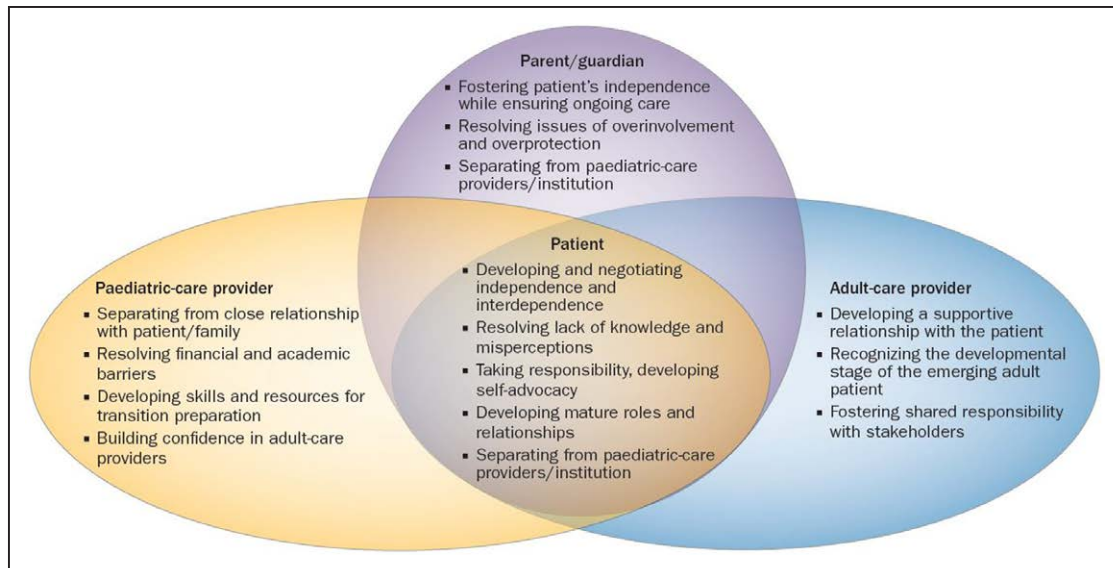 Parent/guardian
▪ Fostering patient's independence
while ensuring ongoing care
▪ Resolving issues of overinvolvement
and overprotection
▪ Separating from paediatric-care
providers/institution
Paediatric-care provider
▪ Separating from close relationship
with patient/family
▪ Resolving financial and academic
barriers
▪ Developing skills and resources for
transition preparation
▪ Building confidence in adult-care
providers
Patient
▪ Developing and negotiating
independence and
interdependence
▪ Resolving lack of knowledge and
misperceptions
▪ Taking responsibility, developing
self-advocacy
▪ Developing mature roles and
relationships
▪ Separating from paediatric-care
providers/institution
Adult-care provider
▪ Developing a supportive
relationship with the patient
▪ Recognizing the developmental
stage of the emerging adult
patient
▪ Fostering shared responsibility
with stakeholders